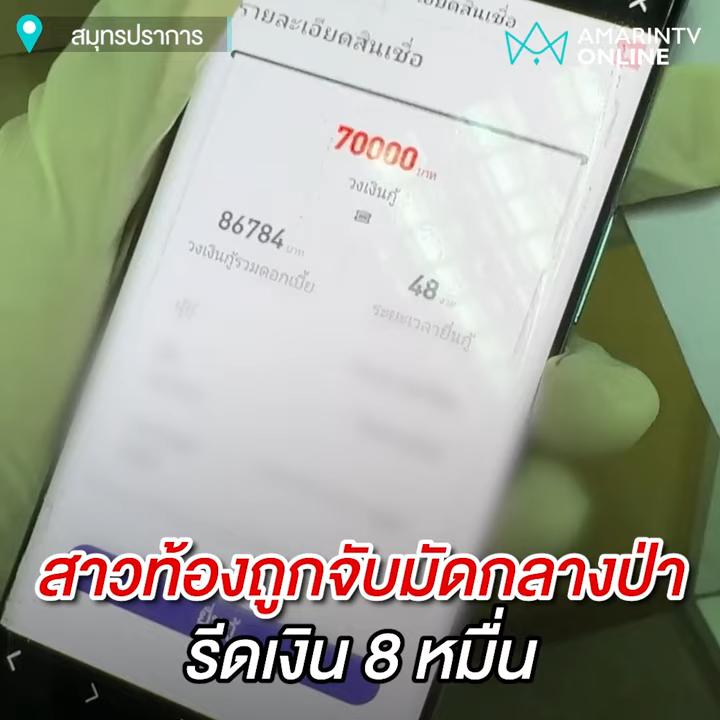 สมุทรปราการ
AMARINTV
ONLINE
รายละเอียดสินเชื่อ
70000 บาท
วงเงินกู้
86784 บาท
วงเงินกู้รวมดอกเบี้ย
48 งวด
ระยะเวลายื่นกู้
สาวท้องถูกจับมัดกลางป่า
รีดเงิน 8 หมื่น